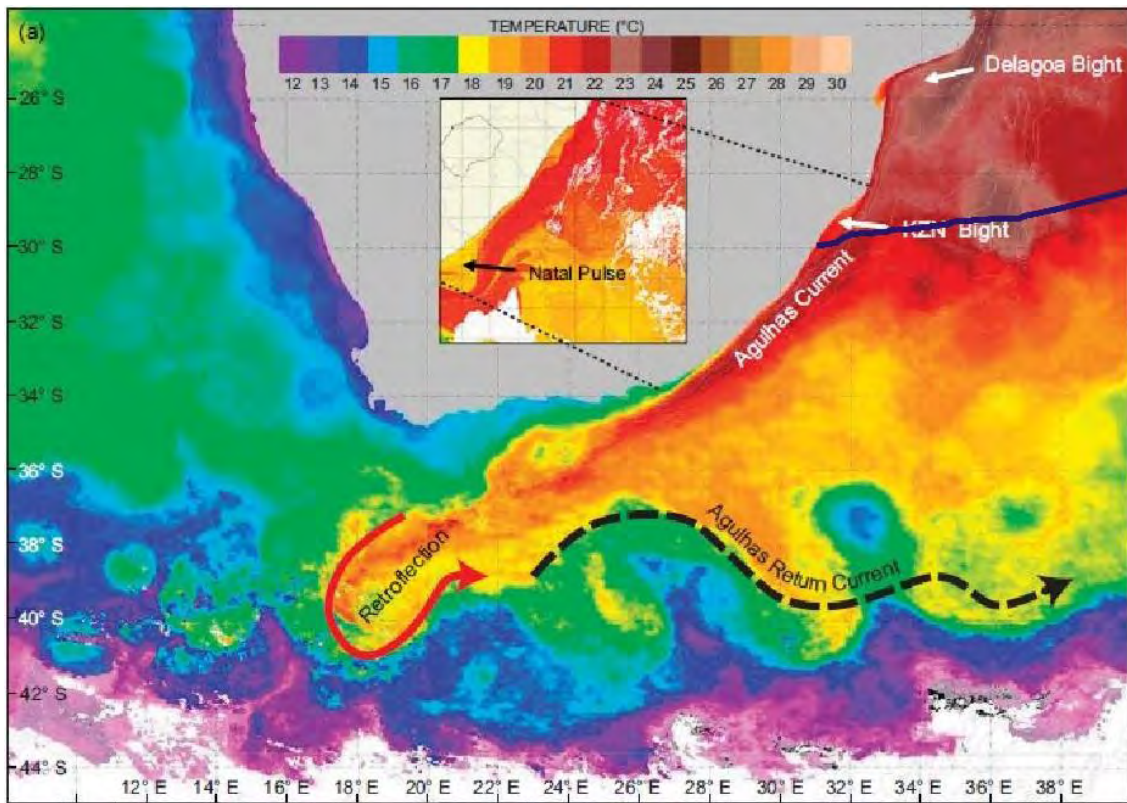 (a)
TEMPERATURE (°C)
12 13 14 15 16 17 18 19 20 21 22 23 24 25 26 27 28 29 30
Delagoa Bight
26° S
28° S
KZN Bight
30° S
Natal Pulse
Agulhas Current
32° S
34° S
36° S
38° S
Retroflection
Agulhas Return Current
40° S
42° S
44° S
12° E 14° E 16° E 18° E 20° E 22° E 24° E 26° E 28° E 30° E 32° E 34° E 36° E 38° E